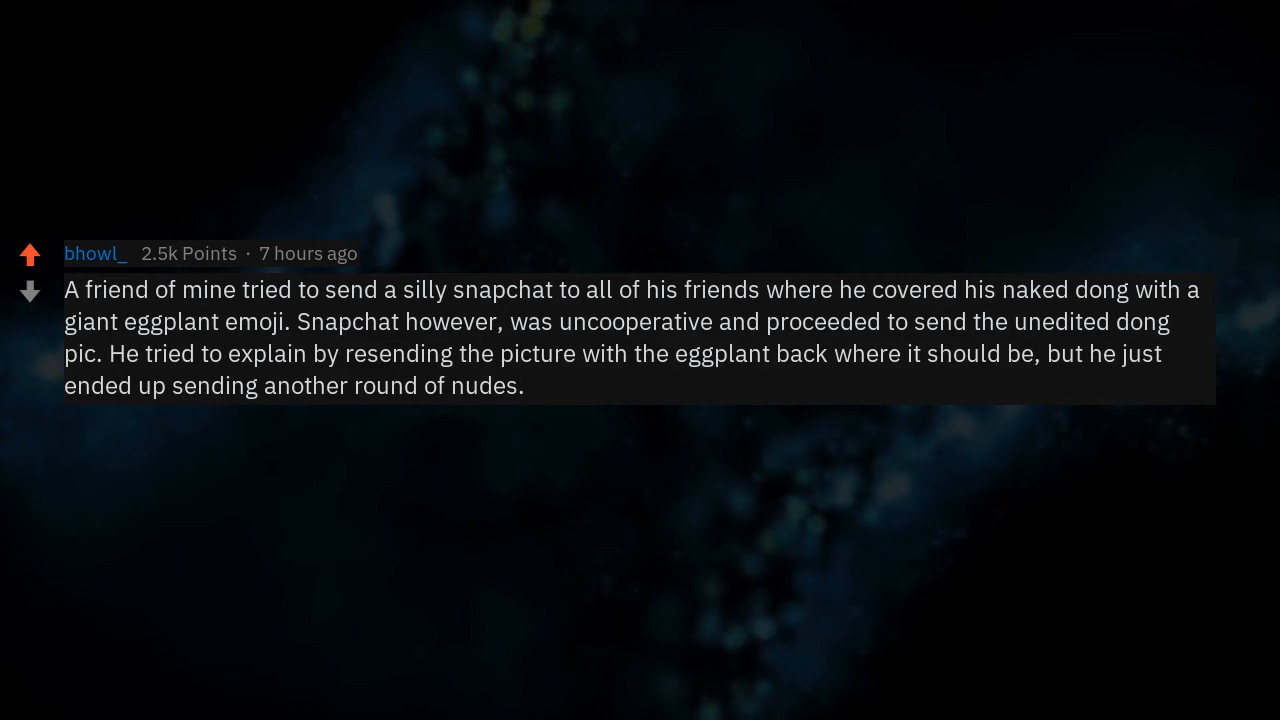 bhowl_ 2.5k Points · 7 hours ago
A friend of mine tried to send a silly snapchat to all of his friends where he covered his naked dong with a
giant eggplant emoji. Snapchat however, was uncooperative and proceeded to send the unedited dong
pic. He tried to explain by resending the picture with the eggplant back where it should be, but he just
ended up sending another round of nudes.